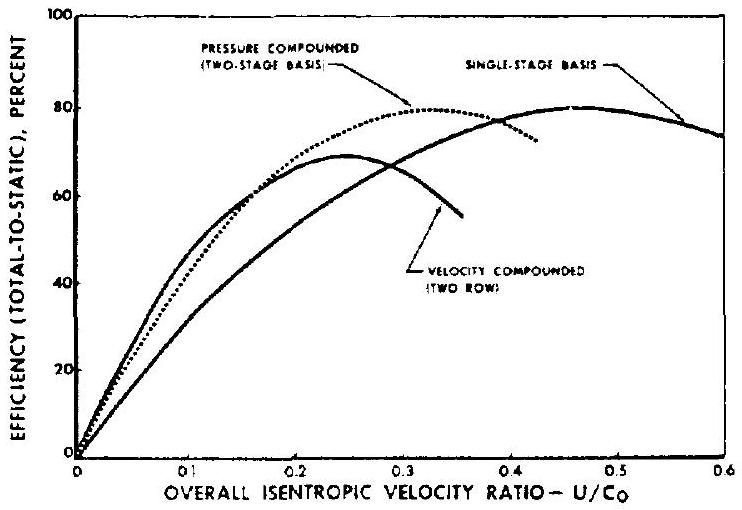 100
80
60
40
20
0
EFFICIENCY (TOTAL-TO-STATIC), PERCENT
PRESSURE COMPOUNDED
(TWO-STAGE BASIS)
SINGLE-STAGE BASIS
VELOCITY COMPOUNDED
(TWO ROW)
0 0.1 0.2 0.3 0.4 0.5 0.6
OVERALL ISENTROPIC VELOCITY RATIO - U/C₀